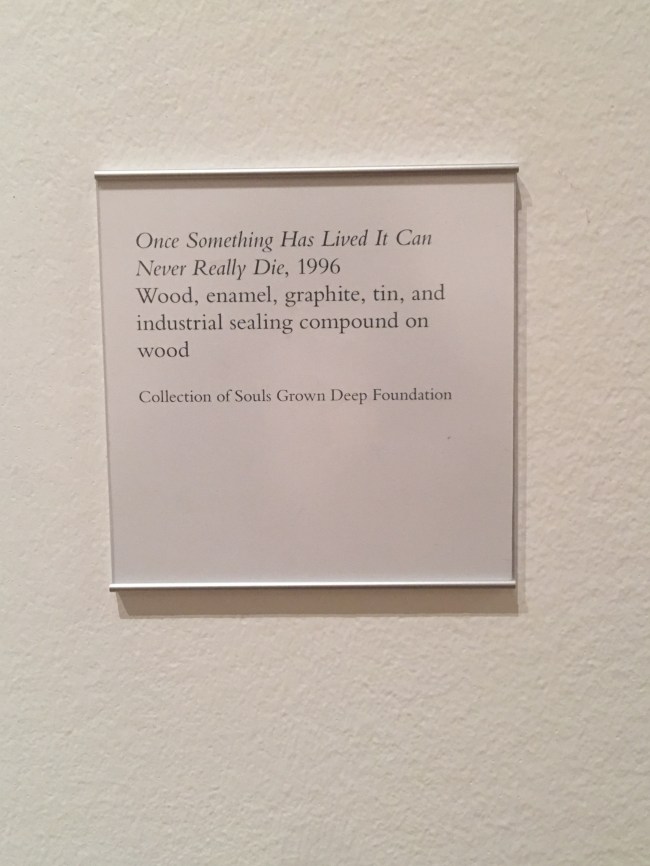 Once Something Has Lived It Can
Never Really Die, 1996
Wood, enamel, graphite, tin, and
industrial sealing compound on
wood
Collection of Souls Grown Deep Foundation